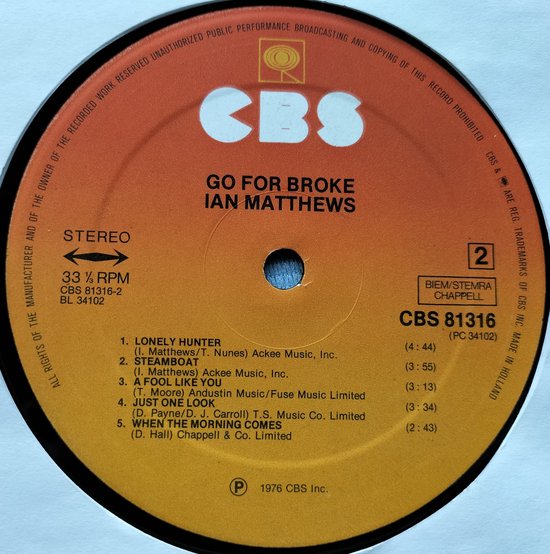 ALL RIGHTS OF THE MANUFACTURER AND OF THE OWNER OF THE RECORDED WORK RESERVED UNAUTHORIZED PUBLIC PERFORMANCE BROADCASTING AND COPYING OF THIS RECORD PROHIBITED
CBS & ARE REG. TRADEMARKS OF CBS INC. MADE IN HOLLAND
CBS
GO FOR BROKE
IAN MATTHEWS
STEREO
33 ⅓ RPM
CBS 81316-2
BL 34102
2
BIEM/STEMRA
CHAPPELL
CBS 81316
(PC 34102)
1. LONELY HUNTER (4 : 44)
(I. Matthews/T. Nunes) Ackee Music, Inc.
2. STEAMBOAT (3 : 55)
(I. Matthews) Ackee Music, Inc.
3. A FOOL LIKE YOU (3 : 13)
(T. Moore) Andustin Music/Fuse Music Limited
4. JUST ONE LOOK (3 : 34)
(D. Payne/D. J. Carroll) T.S. Music Co. Limited
5. WHEN THE MORNING COMES (2 : 43)
(D. Hall) Chappell & Co. Limited
Ⓟ 1976 CBS Inc.